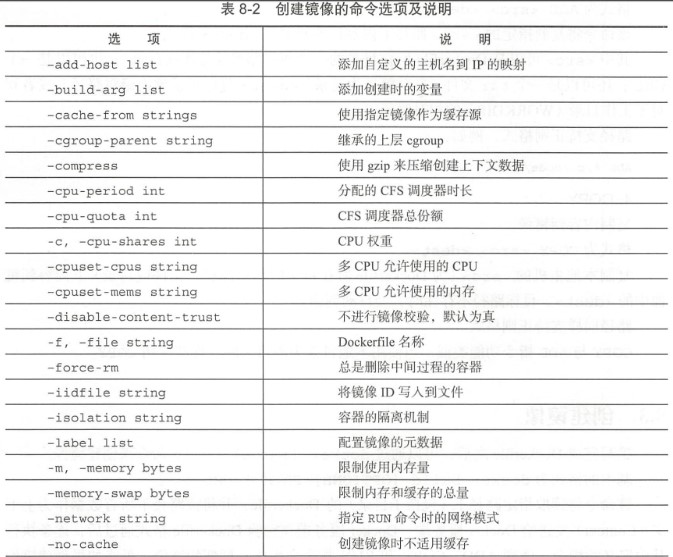 表 8-2 创建镜像的命令选项及说明
选 项 说 明
-add-host list 添加自定义的主机名到 IP 的映射
-build-arg list 添加创建时的变量
-cache-from strings 使用指定镜像作为缓存源
-cgroup-parent string 继承的上层 cgroup
-compress 使用 gzip 来压缩创建上下文数据
-cpu-period int 分配的 CFS 调度器时长
-cpu-quota int CFS 调度器总份额
-c, -cpu-shares int CPU 权重
-cpuset-cpus string 多 CPU 允许使用的 CPU
-cpuset-mems string 多 CPU 允许使用的内存
-disable-content-trust 不进行镜像校验，默认为真
-f, -file string Dockerfile 名称
-force-rm 总是删除中间过程的容器
-iidfile string 将镜像 ID 写入到文件
-isolation string 容器的隔离机制
-label list 配置镜像的元数据
-m, -memory bytes 限制使用内存量
-memory-swap bytes 限制内存和缓存的总量
-network string 指定 RUN 命令时的网络模式
-no-cache 创建镜像时不适用缓存